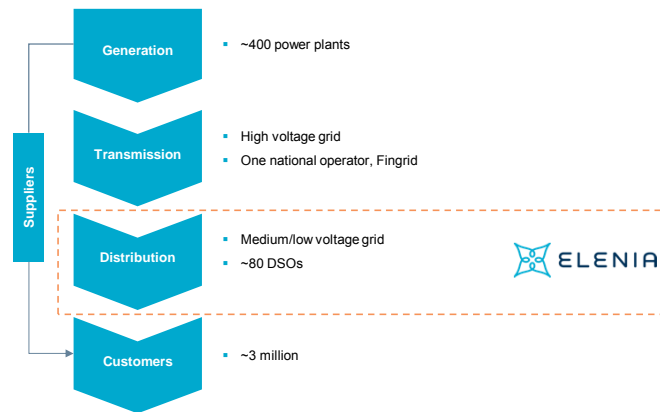 Generation
▪ ~400 power plants
Transmission
▪ High voltage grid
▪ One national operator, Fingrid
Suppliers
Distribution
▪ Medium/low voltage grid
▪ ~80 DSOs
ELENIA
Customers
▪ ~3 million